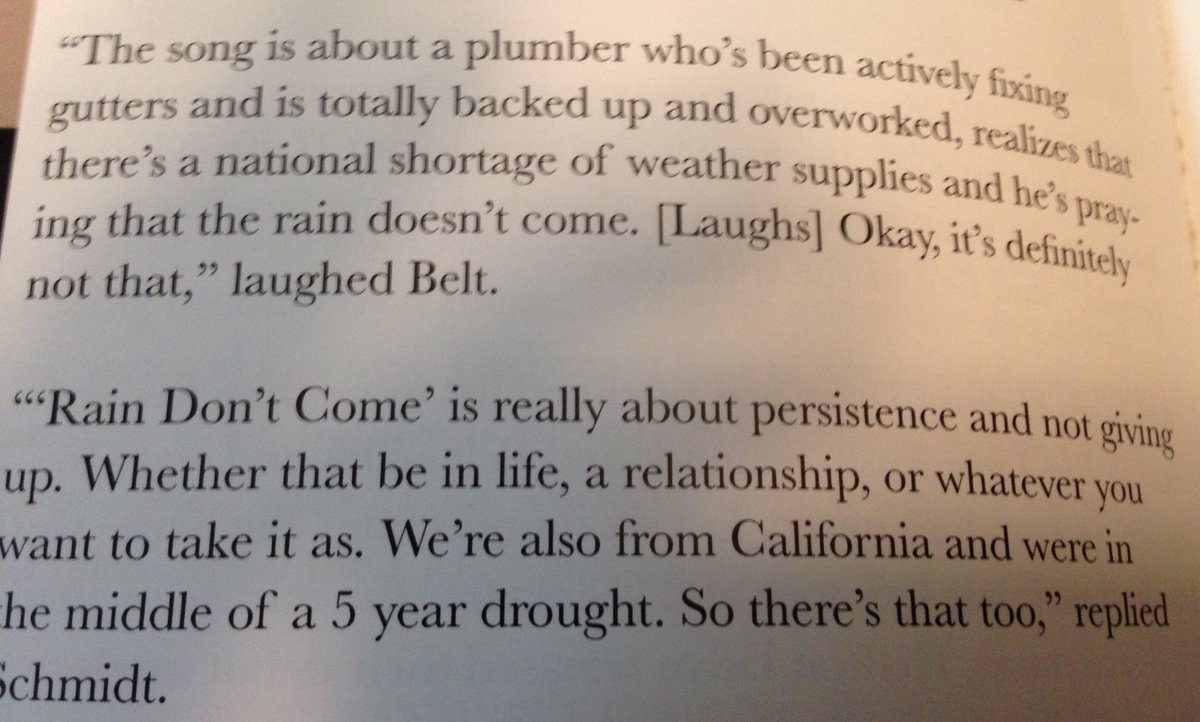 “The song is about a plumber who’s been actively fixing
gutters and is totally backed up and overworked, realizes that
there’s a national shortage of weather supplies and he’s pray-
ing that the rain doesn’t come. [Laughs] Okay, it’s definitely
not that,” laughed Belt.
“‘Rain Don’t Come’ is really about persistence and not giving
up. Whether that be in life, a relationship, or whatever you
want to take it as. We’re also from California and were in
he middle of a 5 year drought. So there’s that too,” replied
Schmidt.